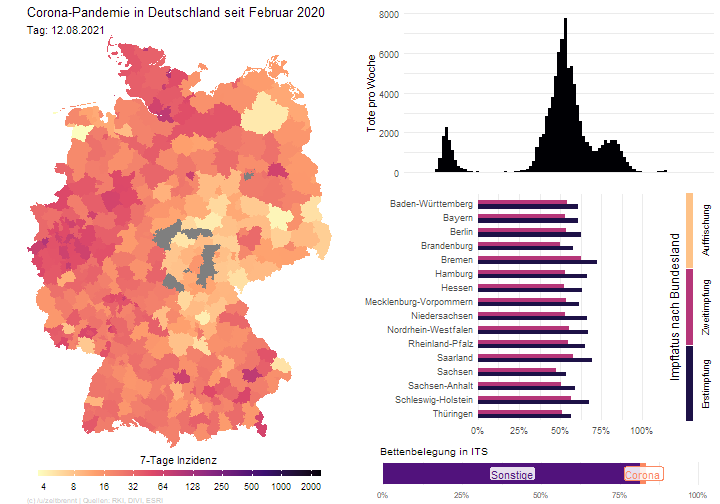 Corona-Pandemie in Deutschland seit Februar 2020
Tag: 12.08.2021
7-Tage Inzidenz
4 8 16 32 64 120 250 500 1000 2000
(c) /u/zeitbrennt | Quellen: RKI, DIVI, ESRI
Tote pro Woche
8000
6000
4000
2000
0
Baden-Württemberg
Bayern
Berlin
Brandenburg
Bremen
Hamburg
Hessen
Mecklenburg-Vorpommern
Niedersachsen
Nordrhein-Westfalen
Rheinland-Pfalz
Saarland
Sachsen
Sachsen-Anhalt
Schleswig-Holstein
Thüringen
0% 25% 50% 75% 100%
Impfstatus nach Bundesland
Auffrischung
Zweitimpfung
Erstimpfung
Bettenbelegung in ITS
Sonstige
Corona
0% 25% 50% 75% 100%